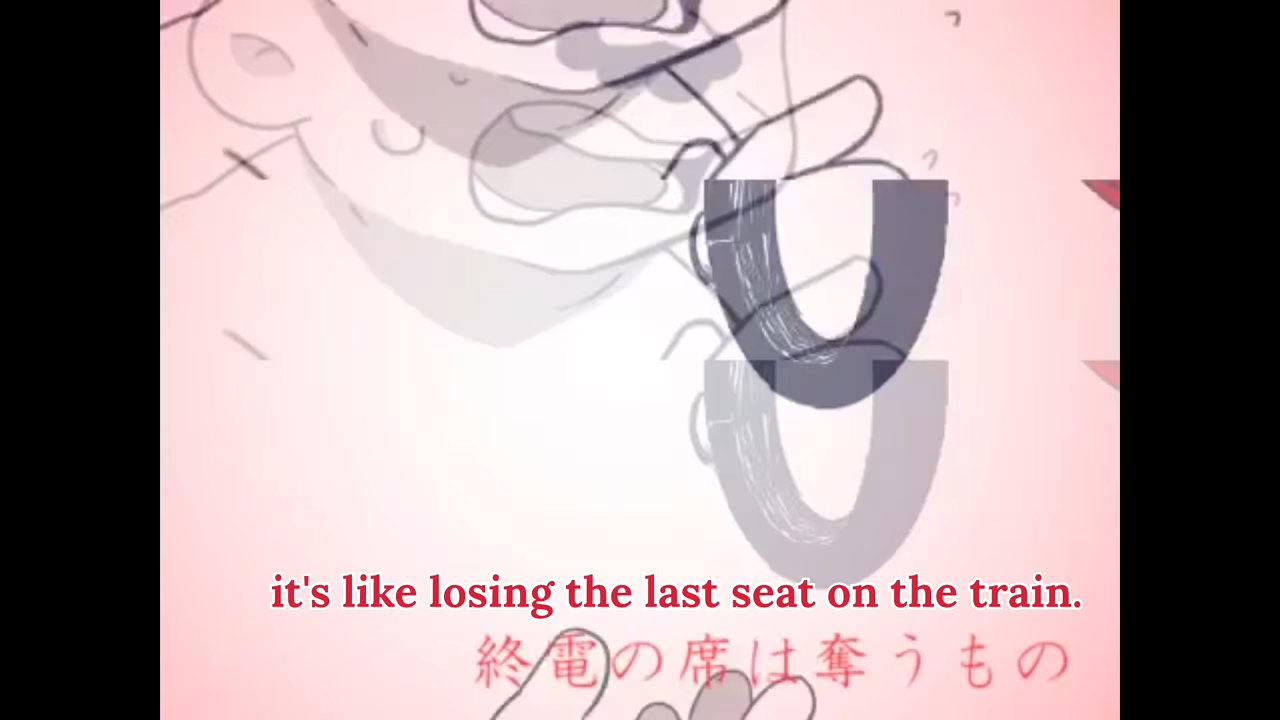 it's like losing the last seat on the train.
終電の席は奪うもの